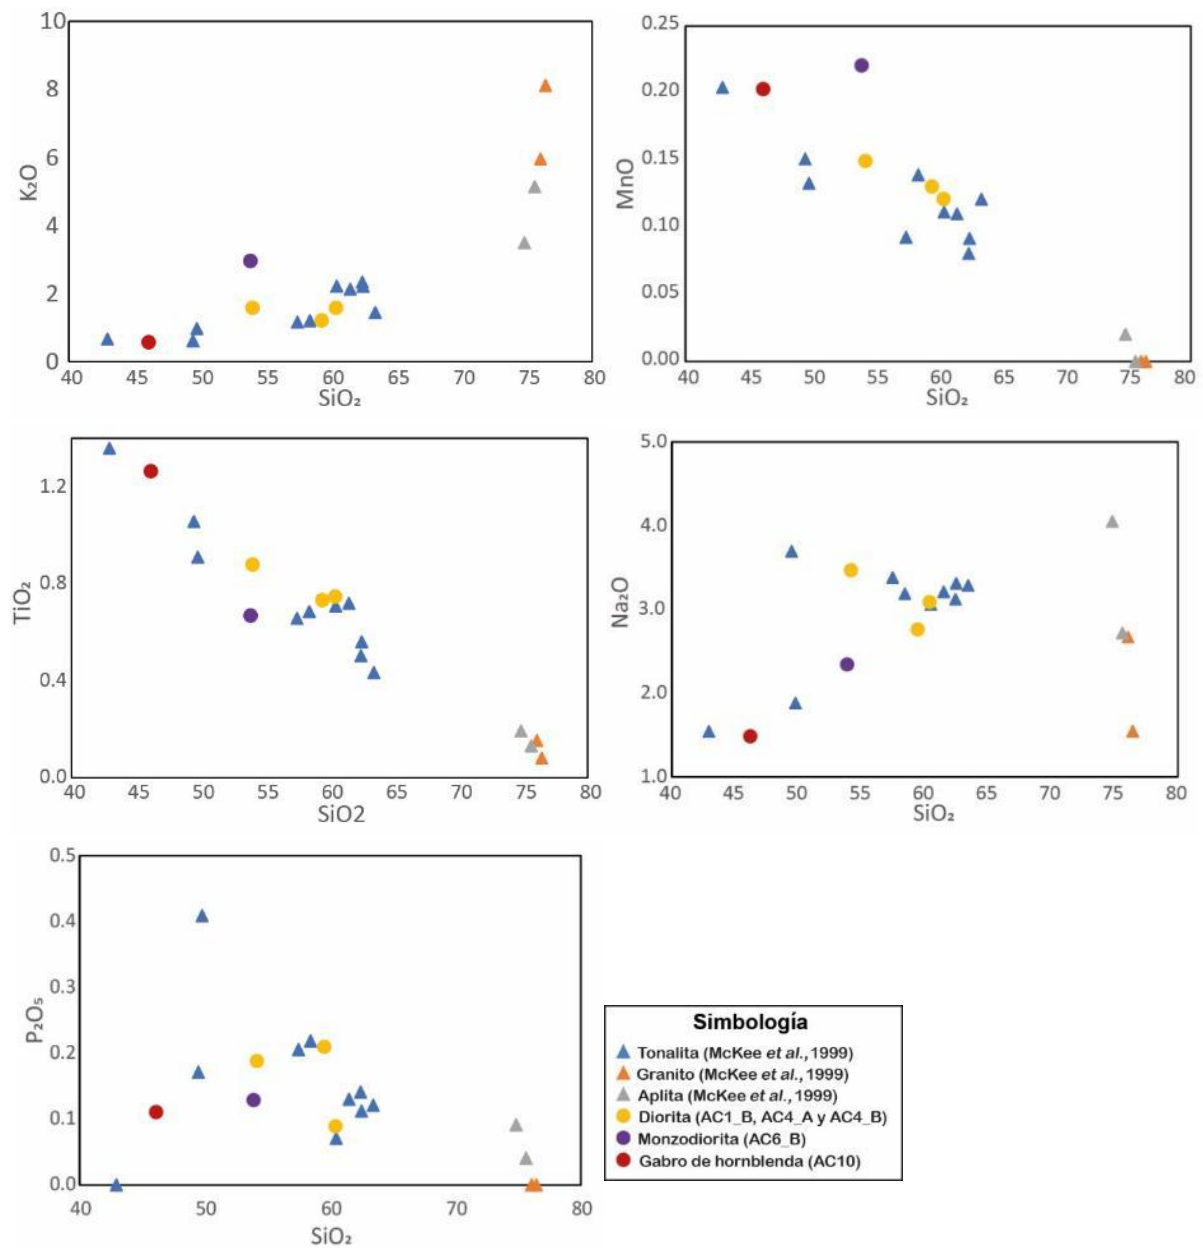 10
8
6
4
2
0
K₂O
40 45 50 55 60 65 70 75 80
SiO₂
0.25
0.20
0.15
0.10
0.05
0.00
MnO
40 45 50 55 60 65 70 75 80
SiO₂
1.2
0.8
0.4
0.0
TiO₂
40 45 50 55 60 65 70 75 80
SiO2
5.0
4.0
3.0
2.0
1.0
Na₂O
40 45 50 55 60 65 70 75 80
SiO₂
0.5
0.4
0.3
0.2
0.1
0.0
P₂O₅
40 50 60 70 80
SiO₂
Simbología
Tonalita (McKee et al., 1999)
Granito (McKee et al., 1999)
Aplita (McKee et al., 1999)
Diorita (AC1_B, AC4_A y AC4_B)
Monzodiorita (AC6_B)
Gabro de hornblenda (AC10)